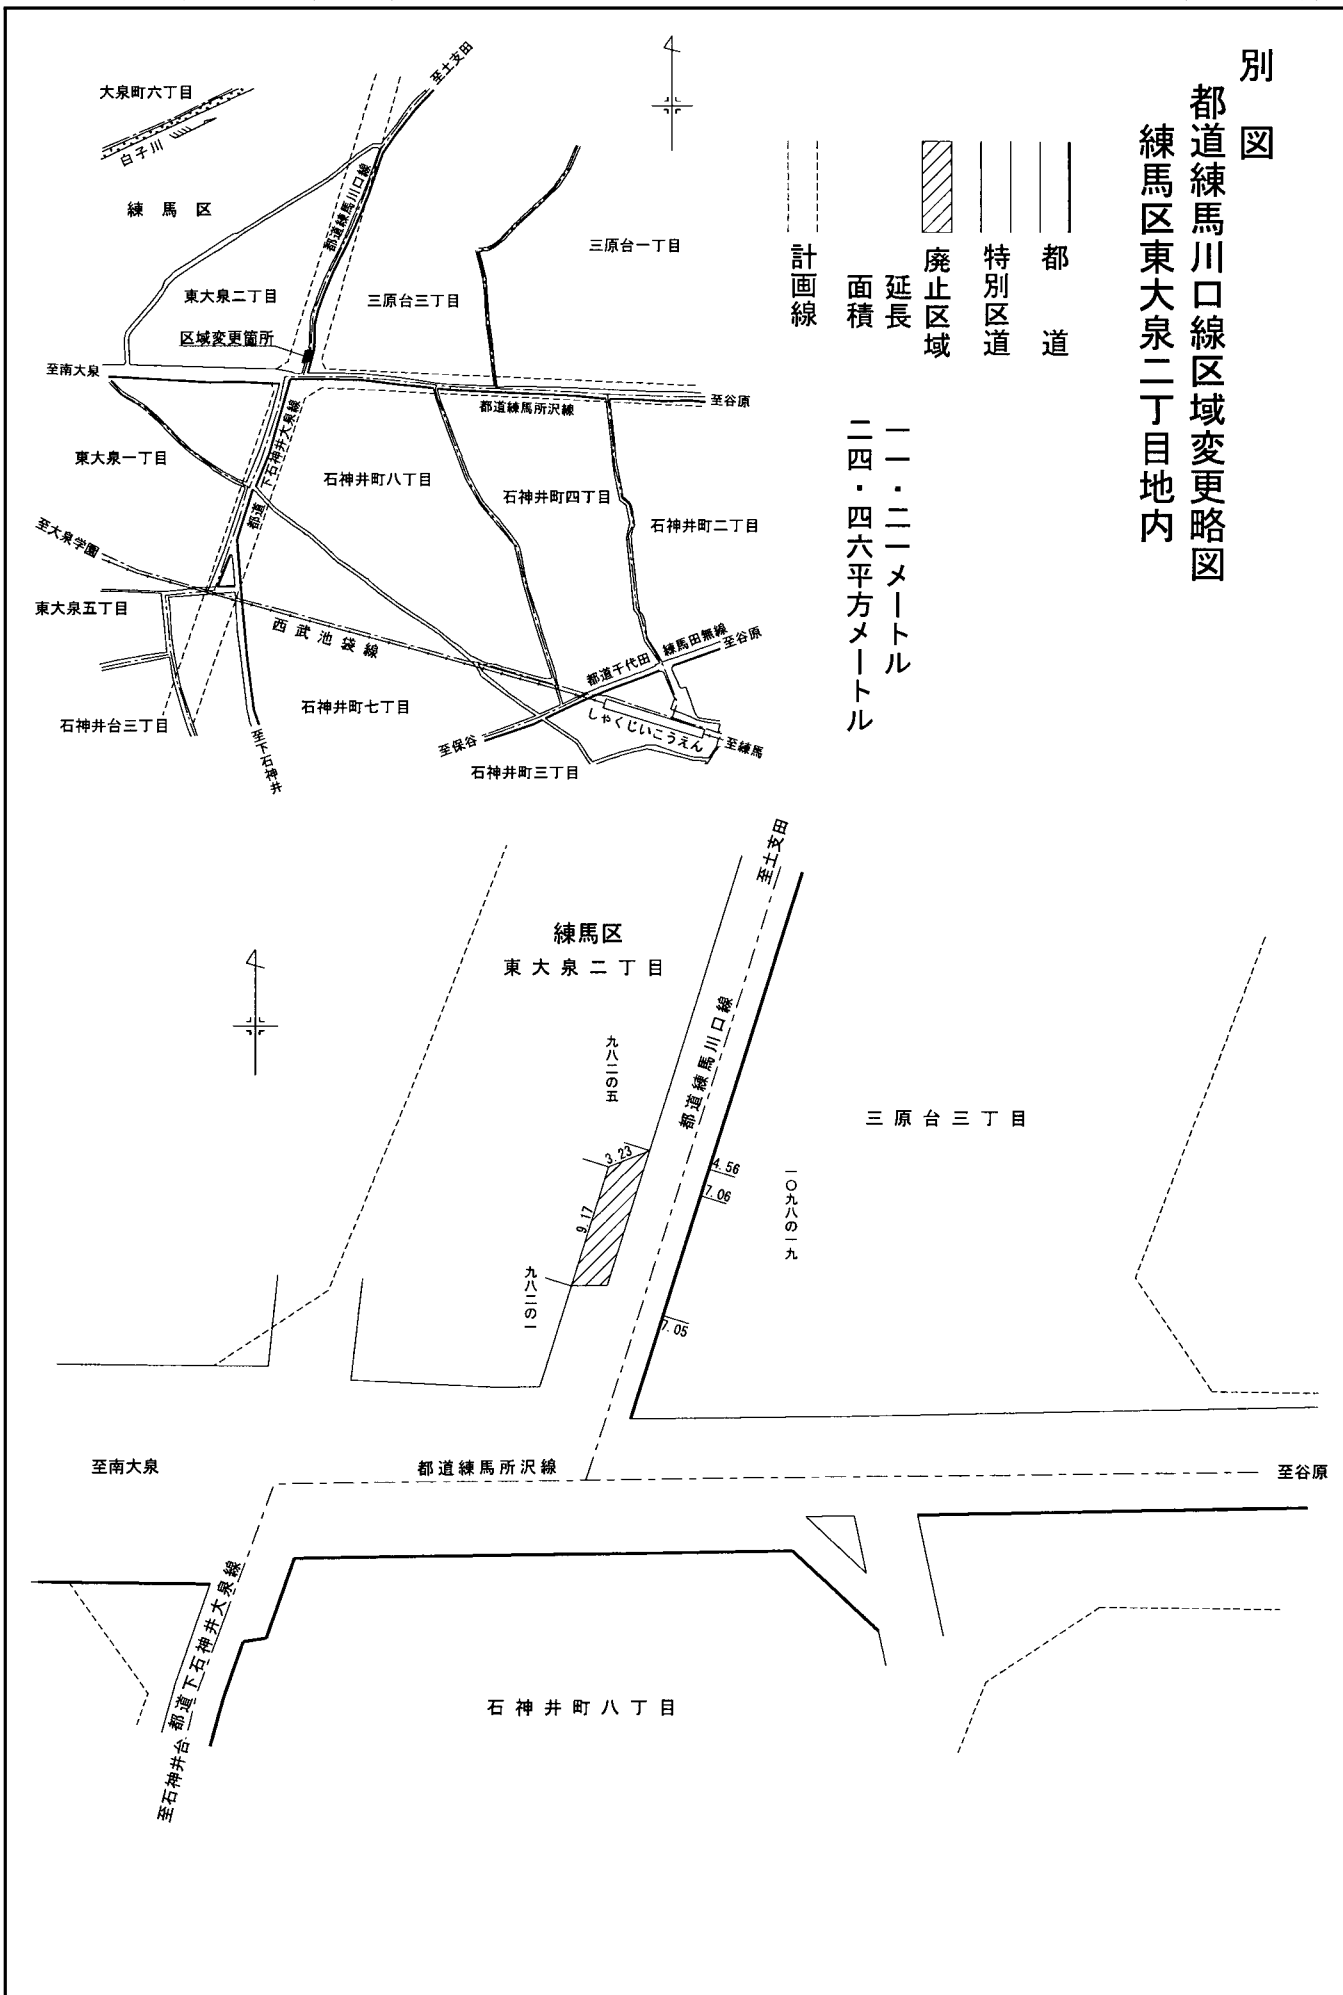 別図
都道練馬川口線区域変更略図
練馬区東大泉二丁目地内
都道
特別区道
廃止区域
延長 一一・二一メートル
面積 二四・四六平方メートル
計画線
大泉町六丁目
白子川
練馬区
至土支田
都道練馬川口線
三原台一丁目
東大泉二丁目
三原台三丁目
区域変更箇所
至南大泉
都道練馬所沢線
至谷原
東大泉一丁目
都道下石神井大泉線
石神井町八丁目
石神井町四丁目
石神井町二丁目
至大泉学園
東大泉五丁目
西武池袋線
都道千代田練馬田無線
至谷原
石神井台三丁目
石神井町七丁目
至下石神井
至保谷
しゃくじいこうえん
至練馬
石神井町三丁目
至土支田
練馬区
東大泉二丁目
都道練馬川口線
九八二の五
三原台三丁目
3.23
4.56
7.06
一〇九八の一九
9.17
九八二の一
7.05
至南大泉
都道練馬所沢線
至谷原
都道下石神井大泉線
至石神井台
石神井町八丁目